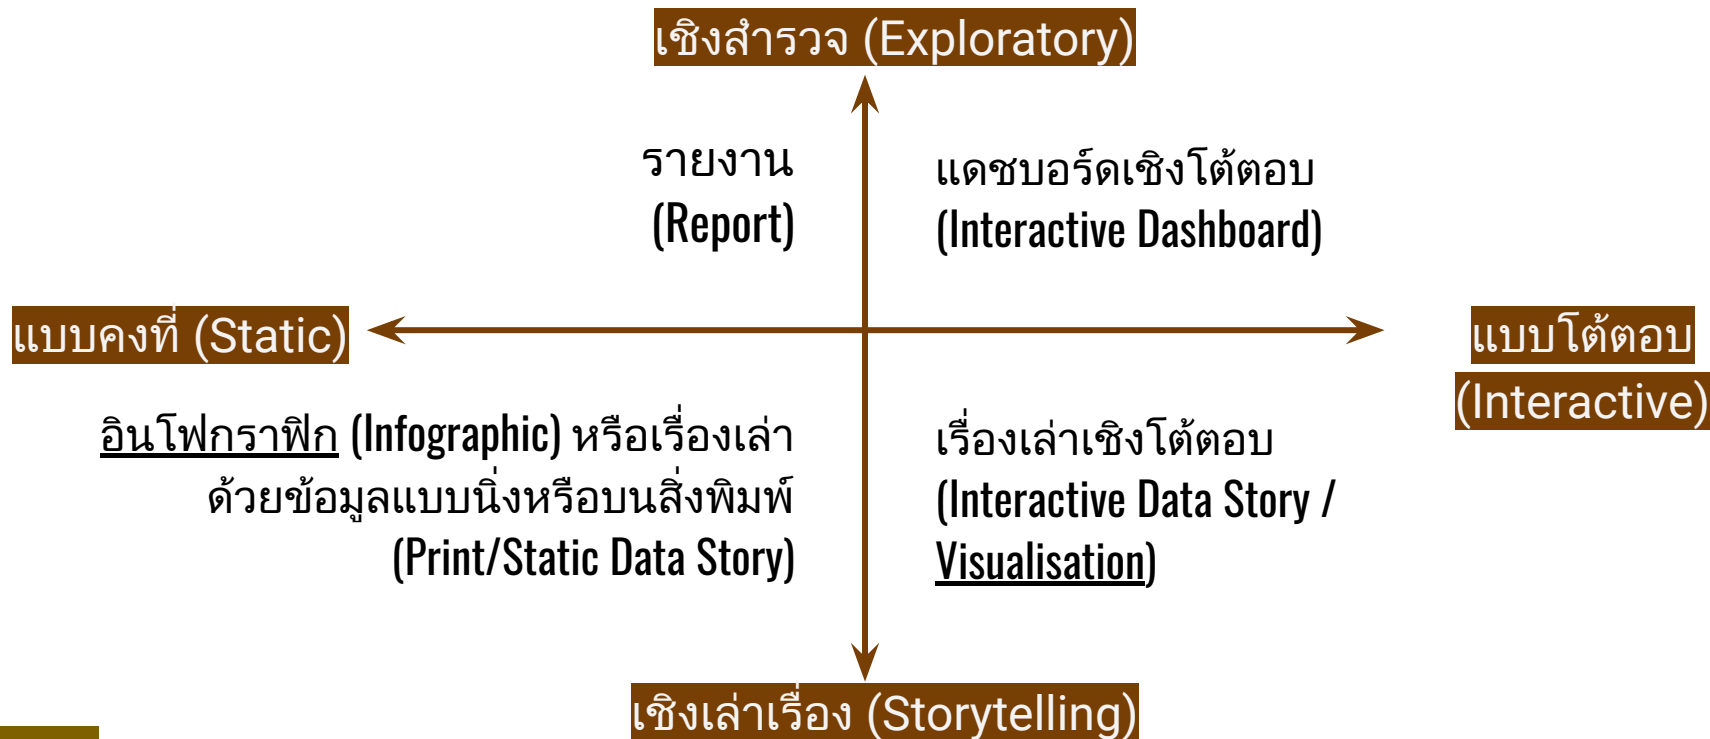 เชิงสำรวจ (Exploratory)
รายงาน
(Report)
แดชบอร์ดเชิงโต้ตอบ
(Interactive Dashboard)
แบบคงที่ (Static)
แบบโต้ตอบ
(Interactive)
อินโฟกราฟิก (Infographic) หรือเรื่องเล่า
ด้วยข้อมูลแบบนิ่งหรือบนสิ่งพิมพ์
(Print/Static Data Story)
เรื่องเล่าเชิงโต้ตอบ
(Interactive Data Story /
Visualisation)
เชิงเล่าเรื่อง (Storytelling)